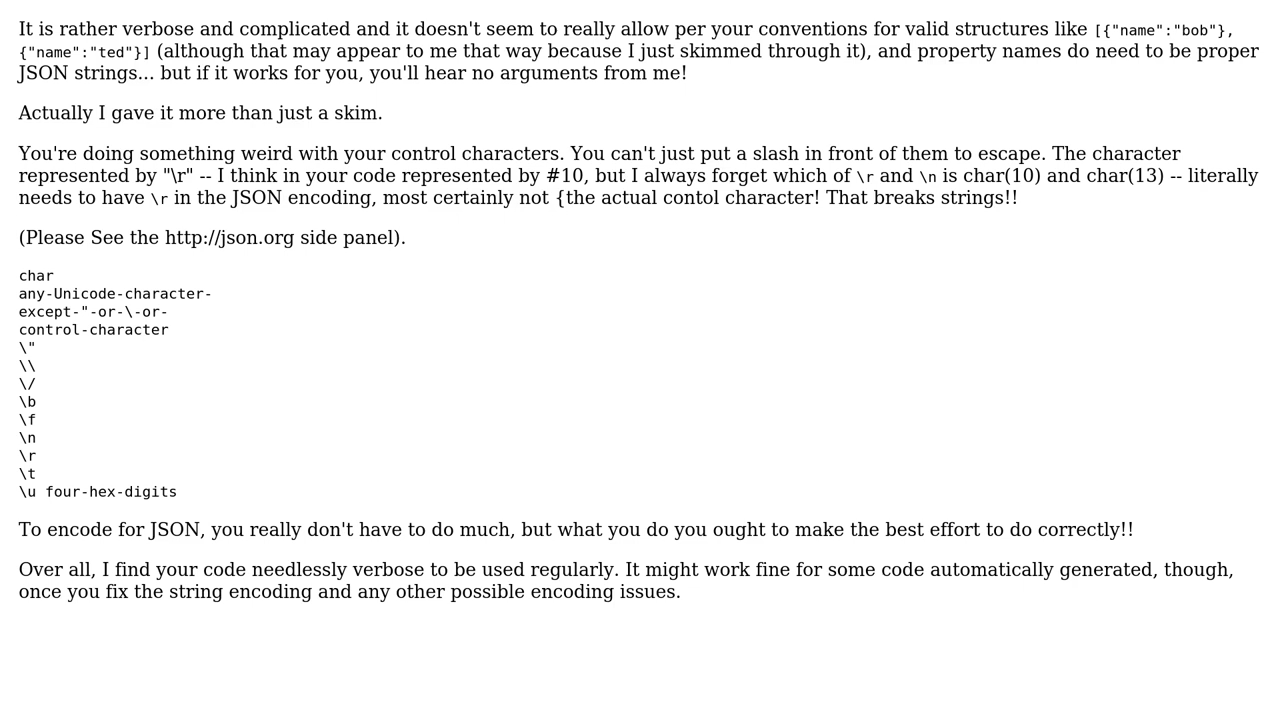 It is rather verbose and complicated and it doesn't seem to really allow per your conventions for valid structures like [{"name":"bob"},
{"name":"ted"}] (although that may appear to me that way because I just skimmed through it), and property names do need to be proper
JSON strings... but if it works for you, you'll hear no arguments from me!
Actually I gave it more than just a skim.
You're doing something weird with your control characters. You can't just put a slash in front of them to escape. The character
represented by "\r" -- I think in your code represented by #10, but I always forget which of \r and \n is char(10) and char(13) -- literally
needs to have \r in the JSON encoding, most certainly not {the actual contol character! That breaks strings!!
(Please See the http://json.org side panel).
char
any-Unicode-character-
except-"-or-\-or-
control-character
\"
\\
\/
\b
\f
\n
\r
\t
\u four-hex-digits
To encode for JSON, you really don't have to do much, but what you do you ought to make the best effort to do correctly!!
Over all, I find your code needlessly verbose to be used regularly. It might work fine for some code automatically generated, though,
once you fix the string encoding and any other possible encoding issues.